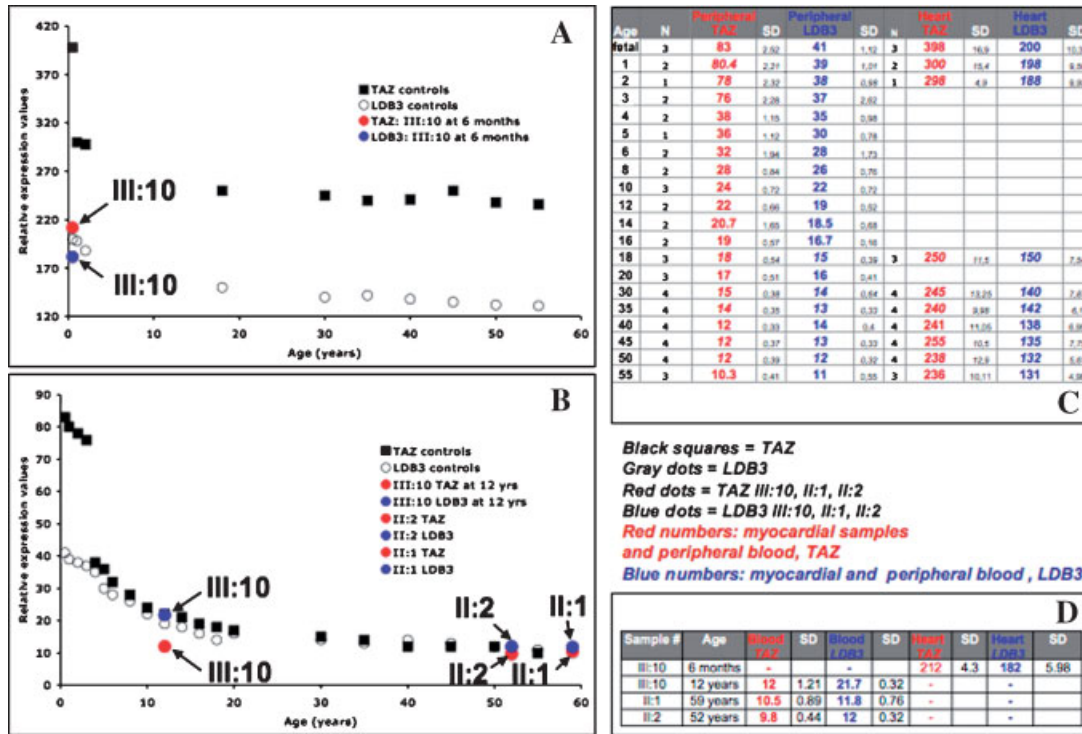 A
420
370
320
270
220
170
120
Relative expression values
■ TAZ controls
○ LDB3 controls
● TAZ: III:10 at 6 months
● LDB3: III:10 at 6 months
III:10
III:10
0 10 20 30 40 50 60
Age (years)
B
90
80
70
60
50
40
30
20
10
0
Relative expression values
■ TAZ controls
○ LDB3 controls
● III:10 TAZ at 12 yrs
● III:10 LDB3 at 12 yrs
● II:2 TAZ
● II:2 LDB3
● II:1 TAZ
● II:1 LDB3
III:10
III:10
II:2
II:2
II:1
II:1
0 10 20 30 40 50 60
Age (years)
Peripheral Peripheral Heart Heart
Age N TAZ SD LDB3 SD N TAZ SD LDB3 SD
fotal 3 83 2,52 41 1,12 3 398 16,9 200
1 2 80.4 2,21 39 1,01 2 300 15,4 198
2 1 78 2,32 38 0,98 1 298 4,9 188
3 2 76 2,28 37 2,62
4 2 38 1,15 35 0,98
5 1 36 1,12 30 0,78
6 2 32 1,94 28 1,73
8 2 28 0,84 26 0,76
10 3 24 0,72 22 0,72
12 2 22 0,66 19 0,52
14 2 20.7 1,65 18.5 0,68
16 2 19 0,57 16.7 0,16
18 3 18 0,54 15 0,39 3 250 11,5 150
20 3 17 0,51 16 0,41
30 4 15 0,38 14 0,64 4 245 13,25 140
35 4 14 0,35 13 0,33 4 240 9,98 142
40 4 12 0,33 14 0,4 4 241 11,05 138
45 4 12 0,37 13 0,33 4 255 10,5 135
50 4 12 0,39 12 0,32 4 238 12,9 132
55 3 10.3 0,41 11 0,55 3 236 10,11 131
C
Black squares = TAZ
Gray dots = LDB3
Red dots = TAZ III:10, II:1, II:2
Blue dots = LDB3 III:10, II:1, II:2
Red numbers: myocardial samples
and peripheral blood, TAZ
Blue numbers: myocardial and peripheral blood , LDB3
D
Sample # Age Blood TAZ SD Blood LDB3 SD Heart TAZ SD Heart LDB3 SD
III:10 6 months - - 212 4.3 182 5.98
III:10 12 years 12 1.21 21.7 0.32 - -
II:1 59 years 10.5 0.89 11.8 0.76 - -
II:2 52 years 9.8 0.44 12 0.32 - -